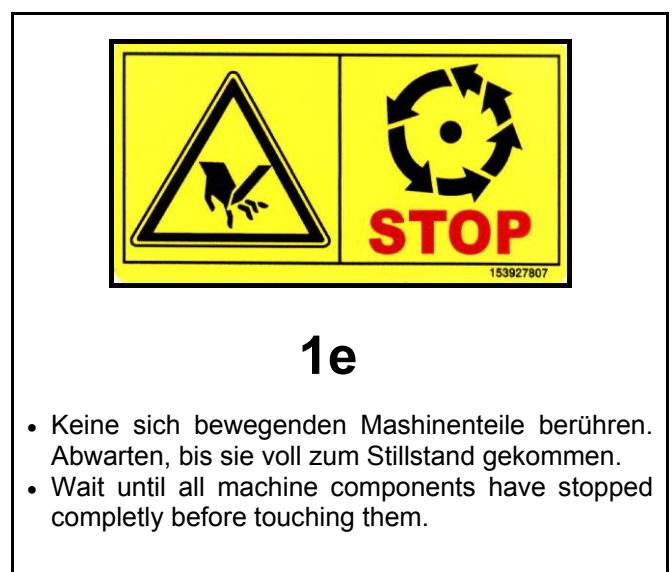 STOP
153927807
1e
• Keine sich bewegenden Mashinenteile berühren.
Abwarten, bis sie voll zum Stillstand gekommen.
• Wait until all machine components have stopped
completly before touching them.